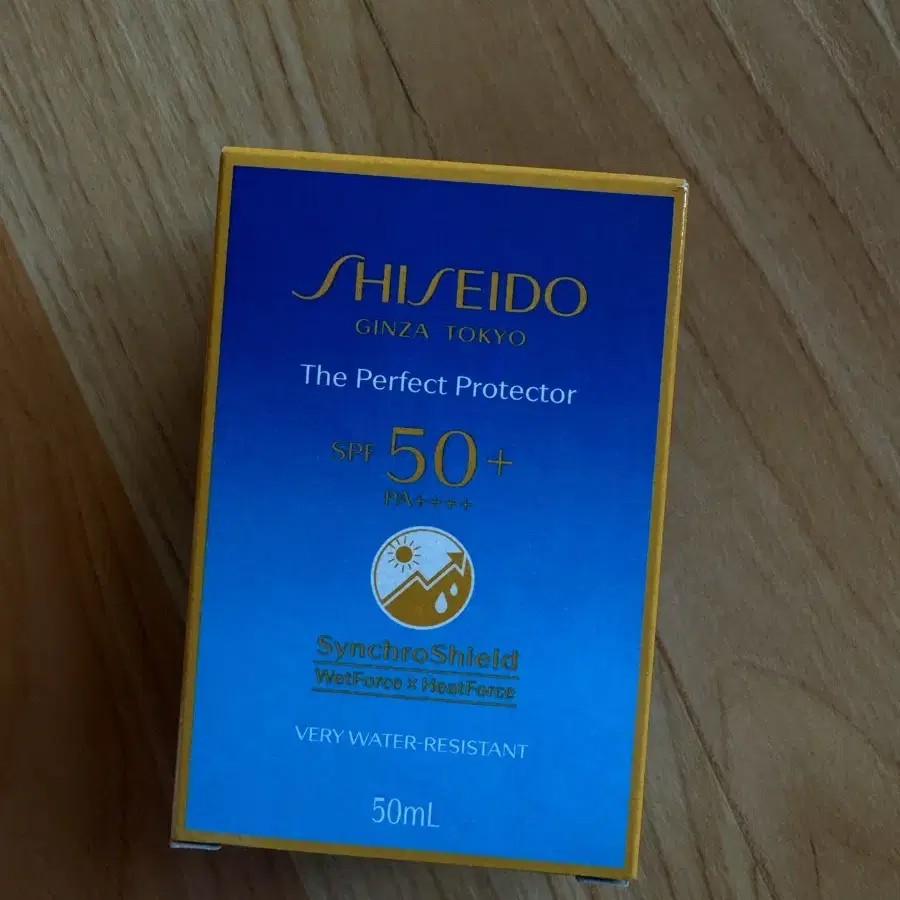 SHISEIDO
GINZA TOKYO
The Perfect Protector
SPF 50+
PA++++
SynchroShield
WetForce × HeatForce
VERY WATER-RESISTANT
50mL